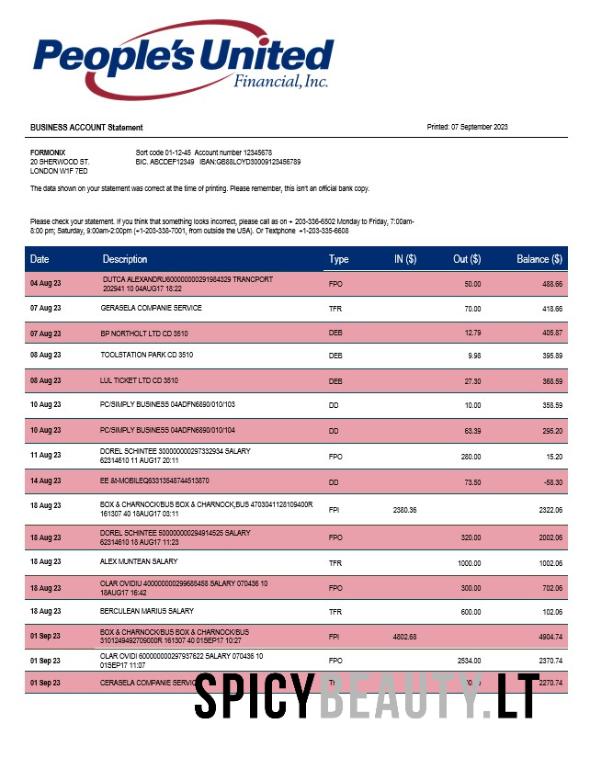 People's United
Financial, Inc.
BUSINESS ACCOUNT Statement Printed: 07 September 2023
FORMONIX Sort code 01-12-45 Account number 12345678
20 SHERWOOD ST. BIC. ABCDEF12349 IBAN:GB88LOYD30009123456789
LONDON W1F 7ED
The data shown on your statement was correct at the time of printing. Please remember, this isn't an official bank copy.
Please check your statement. If you think that something looks incorrect, please call as on + 203-336-6502 Monday to Friday, 7:00am-
8:00 pm; Saturday, 9:00am-2:00pm (+1-203-338-7001, from outside the USA). Or Textphone +1-203-335-6608
Date Description Type IN ($) Out ($) Balance ($)
04 Aug 23 DUTCA ALEXANDRU600000000291984329 TRANCPORT FPO 50.00 488.66
202941 10 04AUG17 18:22
07 Aug 23 GERASELA COMPANIE SERVICE TFR 70.00 418.66
07 Aug 23 BP NORTHOLT LTD CD 3510 DEB 12.79 405.87
08 Aug 23 TOOLSTATION PARK CD 3510 DEB 9.98 395.89
08 Aug 23 LUL TICKET LTD CD 3510 DEB 27.30 368.59
10 Aug 23 PC/SIMPLY BUSINESS 04ADFN6890/010/103 DD 10.00 358.59
10 Aug 23 PC/SIMPLY BUSINESS 04ADFN6890/010/104 DD 63.39 295.20
11 Aug 23 DOREL SCHINTEE 300000000297332934 SALARY FPO 280.00 15.20
62314610 11 AUG17 20:11
14 Aug 23 EE &t-MOBILEQ63313548744513870 DD 73.50 -58.30
18 Aug 23 BOX & CHARNOCK/BUS BOX & CHARNOCK,BUS 4703041128109400R FPI 2380.36 2322.06
161307 40 18AUG17 03:11
18 Aug 23 DOREL SCHINTEE 500000000294914525 SALARY FPO 320.00 2002.06
62314610 18 AUG17 11:23
18 Aug 23 ALEX MUNTEAN SALARY TFR 1000.00 1002.06
18 Aug 23 OLAR OVIDIU 400000000299688458 SALARY 070436 10 FPO 300.00 702.06
18AUG17 16:42
18 Aug 23 BERCULEAN MARIUS SALARY TFR 600.00 102.06
01 Sep 23 BOX & CHARNOCK/BUS BOX & CHARNOCK/BUS FPI 4802.68 4904.74
3101249492709000R 161307 40 01SEP17 10:27
01 Sep 23 OLAR OVIDI 600000000297937622 SALARY 070436 10 FPO 2534.00 2370.74
01SEP17 11:07
01 Sep 23 CERASELA COMPANIE 2270.74
SPICYBEAUTY.LT